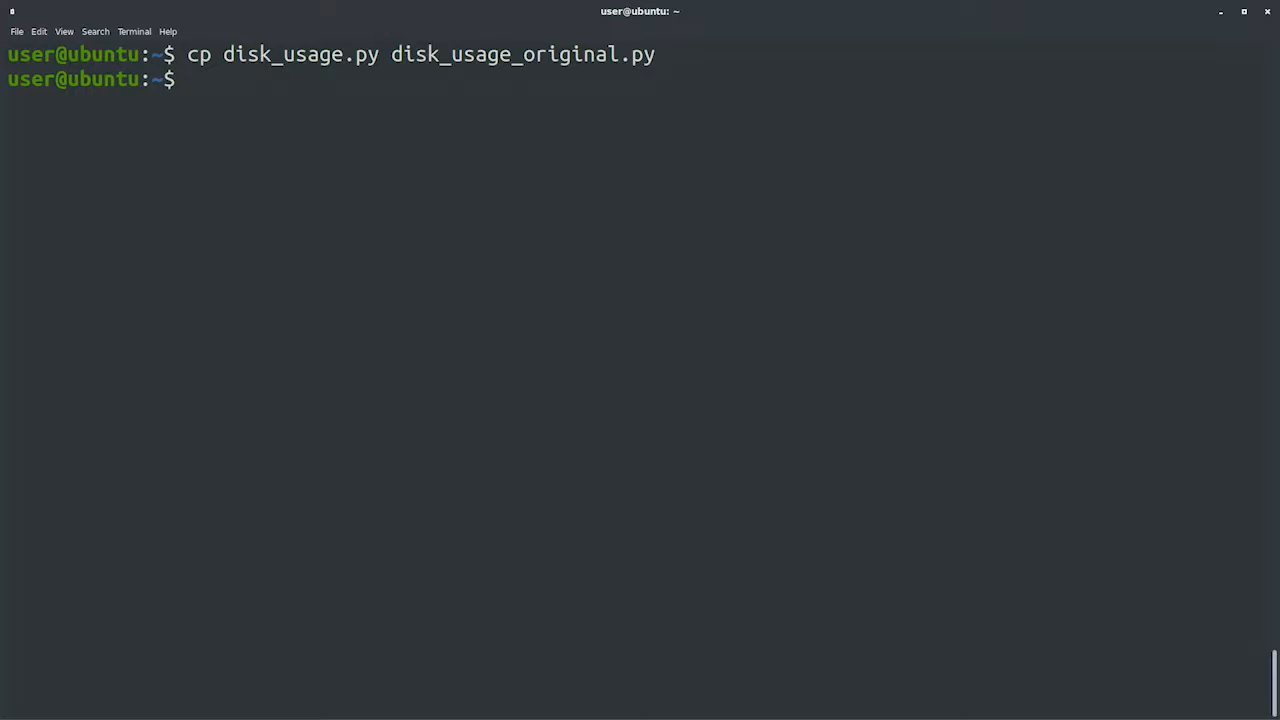 user@ubuntu: ~
File Edit View Search Terminal Help
user@ubuntu:~$ cp disk_usage.py disk_usage_original.py
user@ubuntu:~$